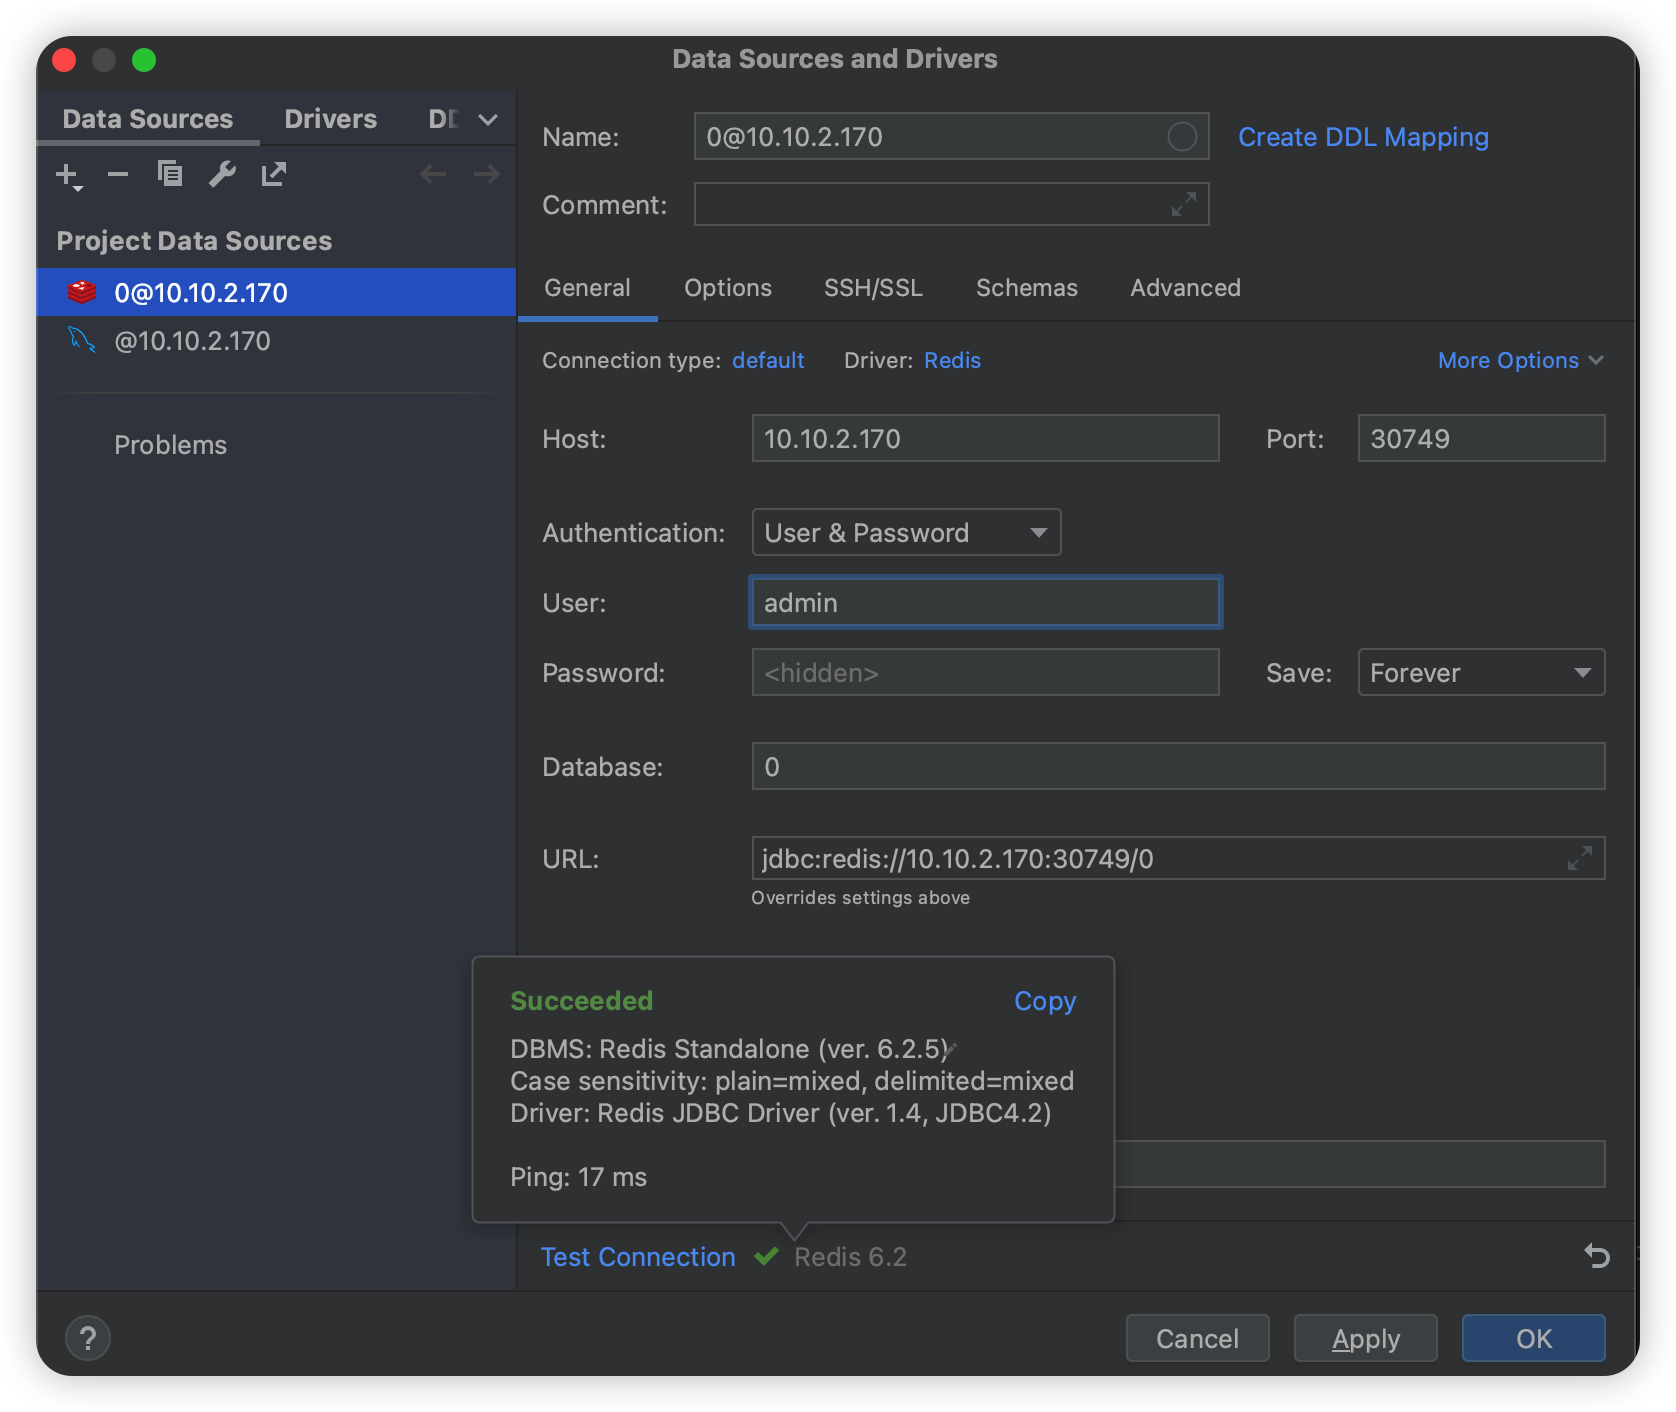 Data Sources and Drivers
Data Sources Drivers
Project Data Sources
0@10.10.2.170
@10.10.2.170
Problems
Name: 0@10.10.2.170 Create DDL Mapping
Comment:
General Options SSH/SSL Schemas Advanced
Connection type: default Driver: Redis More Options
Host: 10.10.2.170 Port: 30749
Authentication: User & Password
User: admin
Password: <hidden> Save: Forever
Database: 0
URL: jdbc:redis://10.10.2.170:30749/0
Overrides settings above
Succeeded Copy
DBMS: Redis Standalone (ver. 6.2.5)
Case sensitivity: plain=mixed, delimited=mixed
Driver: Redis JDBC Driver (ver. 1.4, JDBC4.2)
Ping: 17 ms
Test Connection Redis 6.2
? Cancel Apply OK